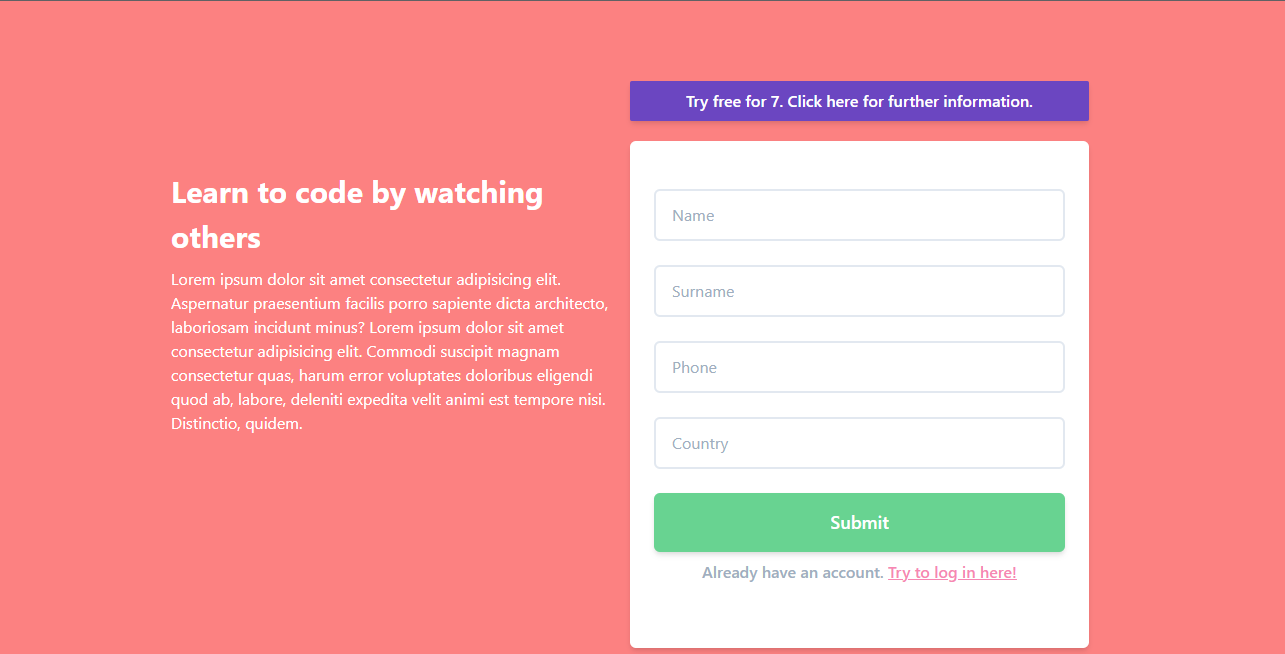 Try free for 7. Click here for further information.
Learn to code by watching
others
Lorem ipsum dolor sit amet consectetur adipisicing elit.
Aspernatur praesentium facilis porro sapiente dicta architecto,
laboriosam incidunt minus? Lorem ipsum dolor sit amet
consectetur adipisicing elit. Commodi suscipit magnam
consectetur quas, harum error voluptates doloribus eligendi
quod ab, labore, deleniti expedita velit animi est tempore nisi.
Distinctio, quidem.
Name
Surname
Phone
Country
Submit
Already have an account. Try to log in here!